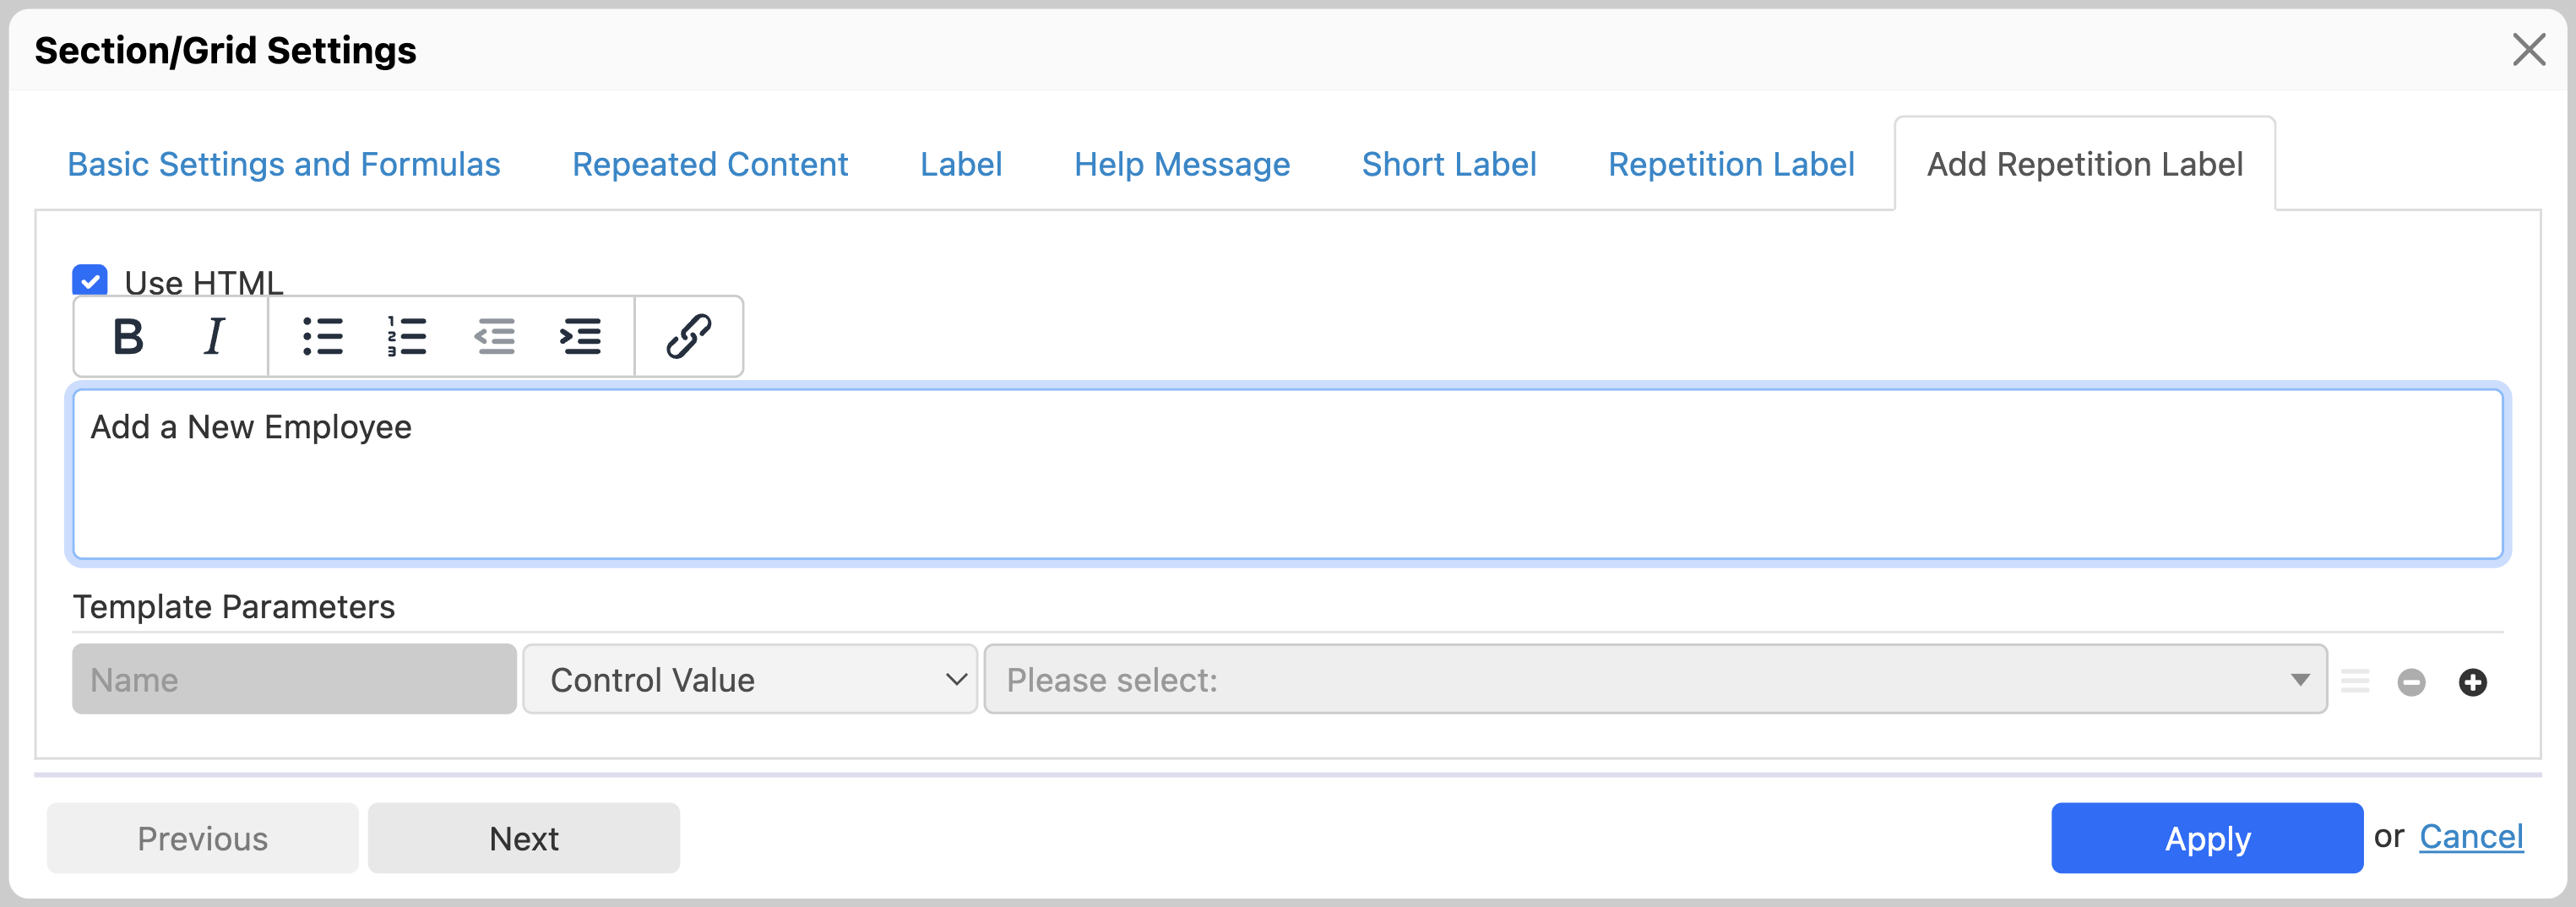 Section/Grid Settings
Basic Settings and Formulas Repeated Content Label Help Message Short Label Repetition Label Add Repetition Label
Use HTML
B I
Add a New Employee
Template Parameters
Name Control Value Please select:
Previous Next Apply or Cancel